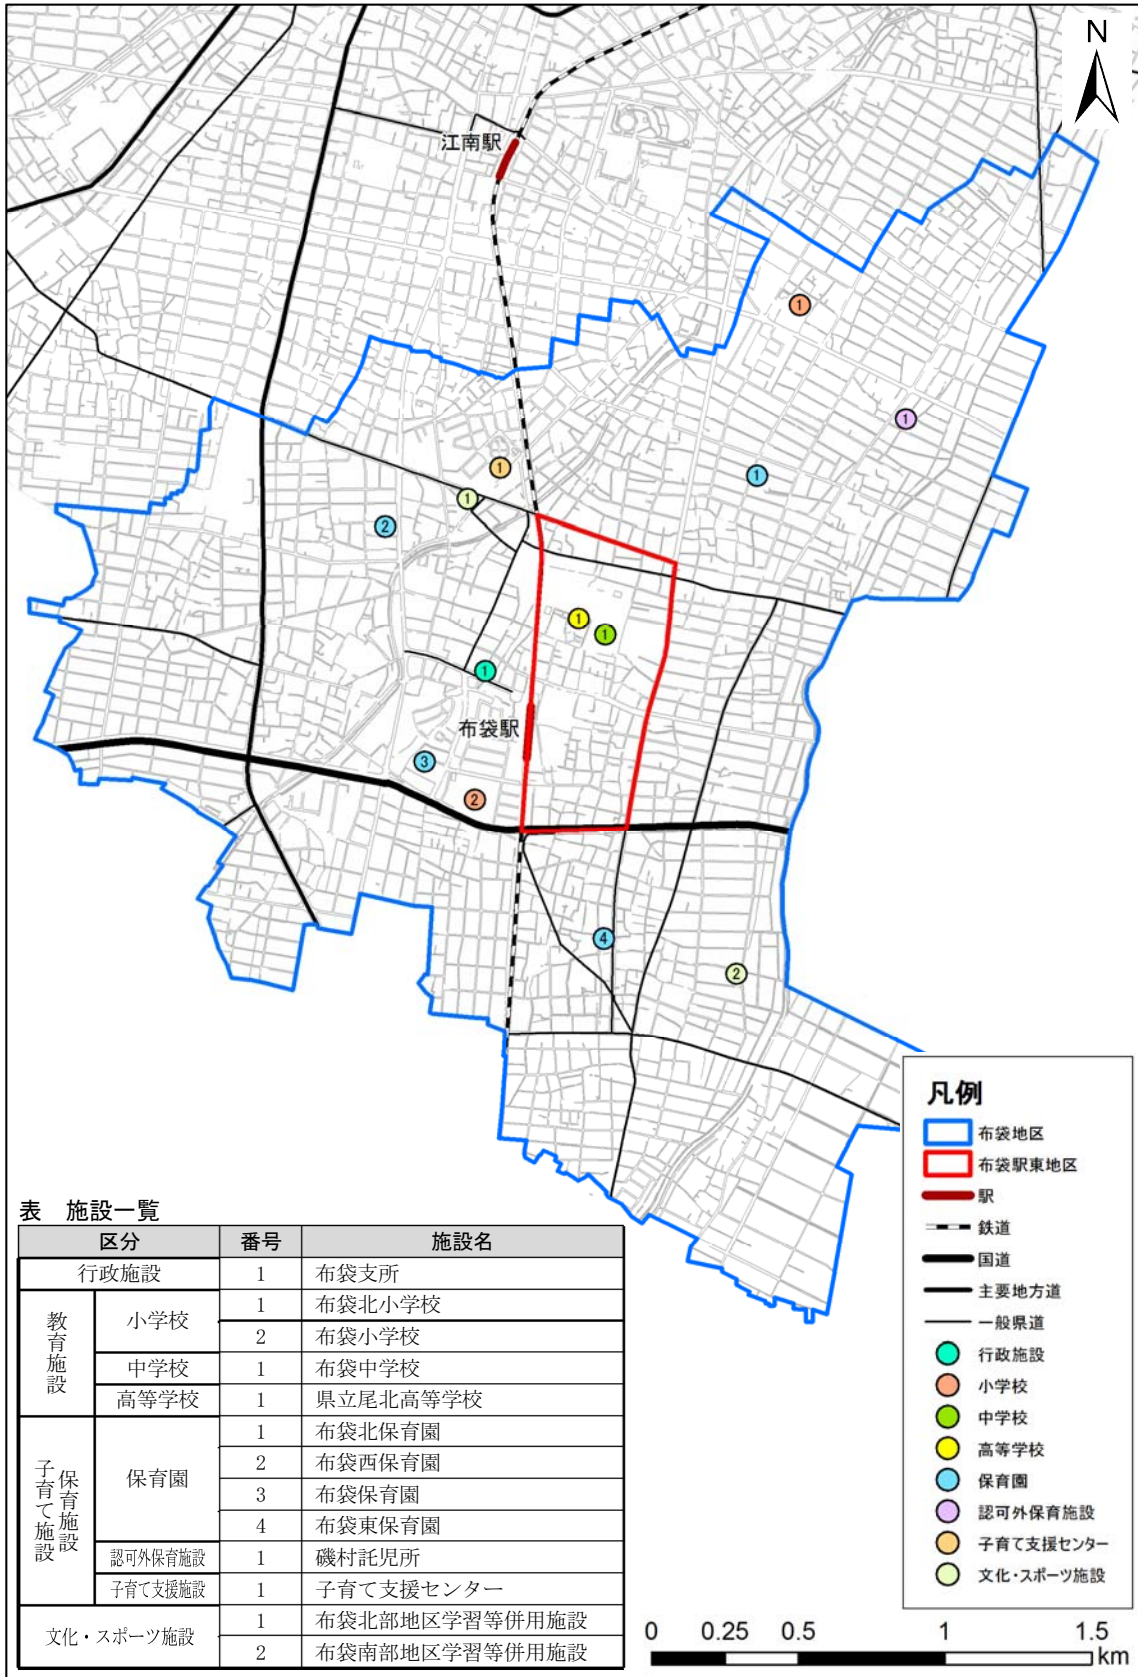 N
江南駅
1
1
1
1
1
2
1
1
1
布袋駅
3
2
4
2
凡例
布袋地区
布袋駅東地区
駅
鉄道
国道
主要地方道
一般県道
行政施設
小学校
中学校
高等学校
保育園
認可外保育施設
子育て支援センター
文化・スポーツ施設
表 施設一覧
区分 番号 施設名
行政施設 1 布袋支所
教育施設 小学校 1 布袋北小学校
2 布袋小学校
中学校 1 布袋中学校
高等学校 1 県立尾北高等学校
保育施設
子育て施設
保育園 1 布袋北保育園
2 布袋西保育園
3 布袋保育園
4 布袋東保育園
認可外保育施設 1 磯村託児所
子育て支援施設 1 子育て支援センター
文化・スポーツ施設 1 布袋北部地区学習等併用施設
2 布袋南部地区学習等併用施設
0 0.25 0.5 1 1.5
km